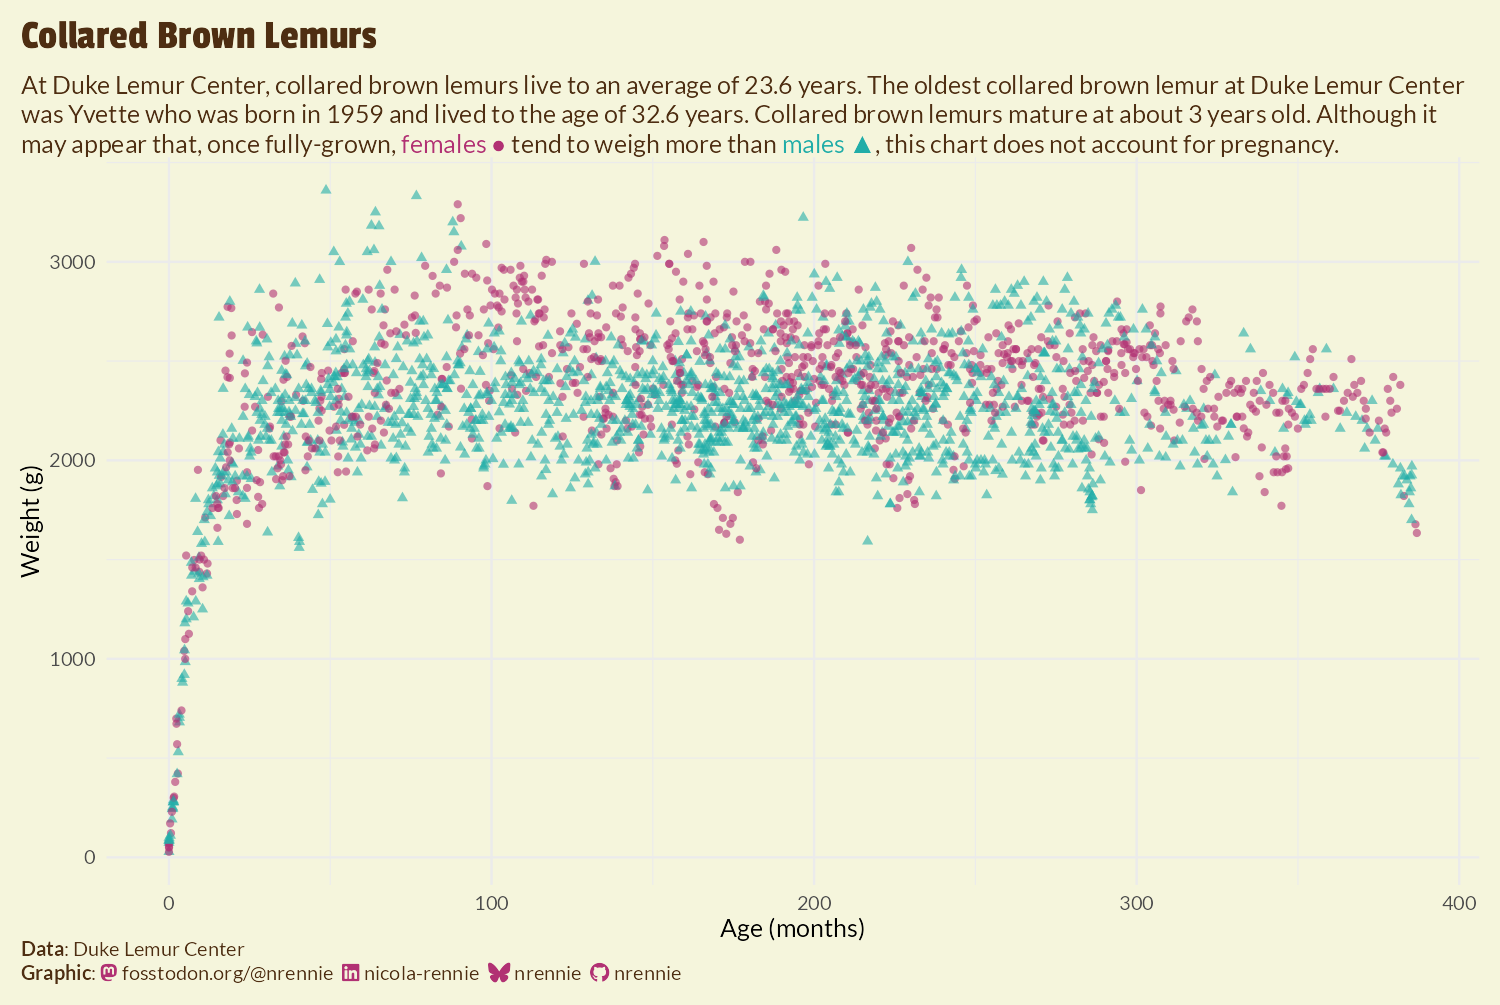 Collared Brown Lemurs
At Duke Lemur Center, collared brown lemurs live to an average of 23.6 years. The oldest collared brown lemur at Duke Lemur Center
was Yvette who was born in 1959 and lived to the age of 32.6 years. Collared brown lemurs mature at about 3 years old. Although it
may appear that, once fully-grown, females ● tend to weigh more than males ▲, this chart does not account for pregnancy.
3000
2000
1000
0
Weight (g)
0 100 200 300 400
Age (months)
Data: Duke Lemur Center
Graphic: fosstodon.org/@nrennie nicola-rennie nrennie nrennie